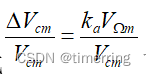 ΔV_cm / V_cm = k_a V_Ωm / V_cm
CSDN @timerring